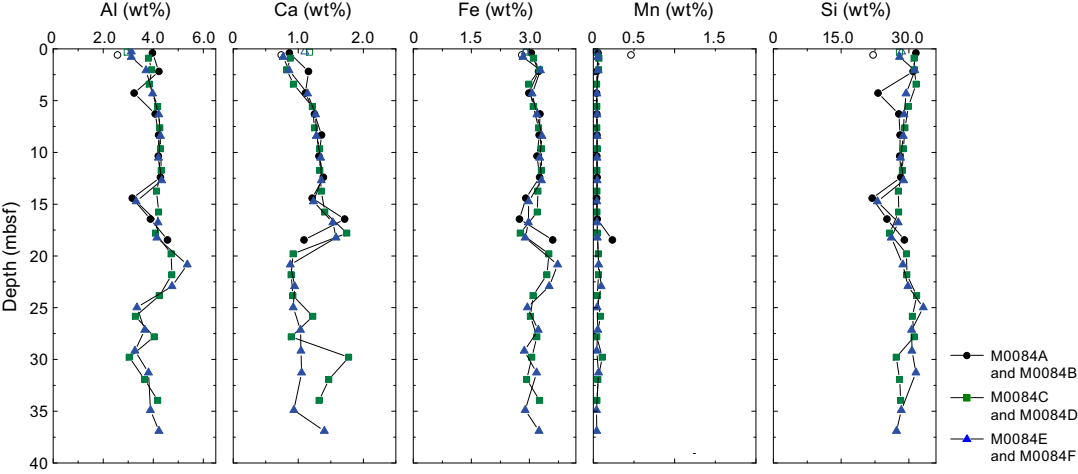 Al (wt%) Ca (wt%) Fe (wt%) Mn (wt%) Si (wt%)
0 2.0 4.0 6.0 0 1.0 2.0 0 3.0 0 0.5 1.5 0 15.0 30.0
0
5
10
15
20
25
30
35
40
Depth (mbsf)
M0084A
and M0084B
M0084C
and M0084D
M0084E
and M0084F